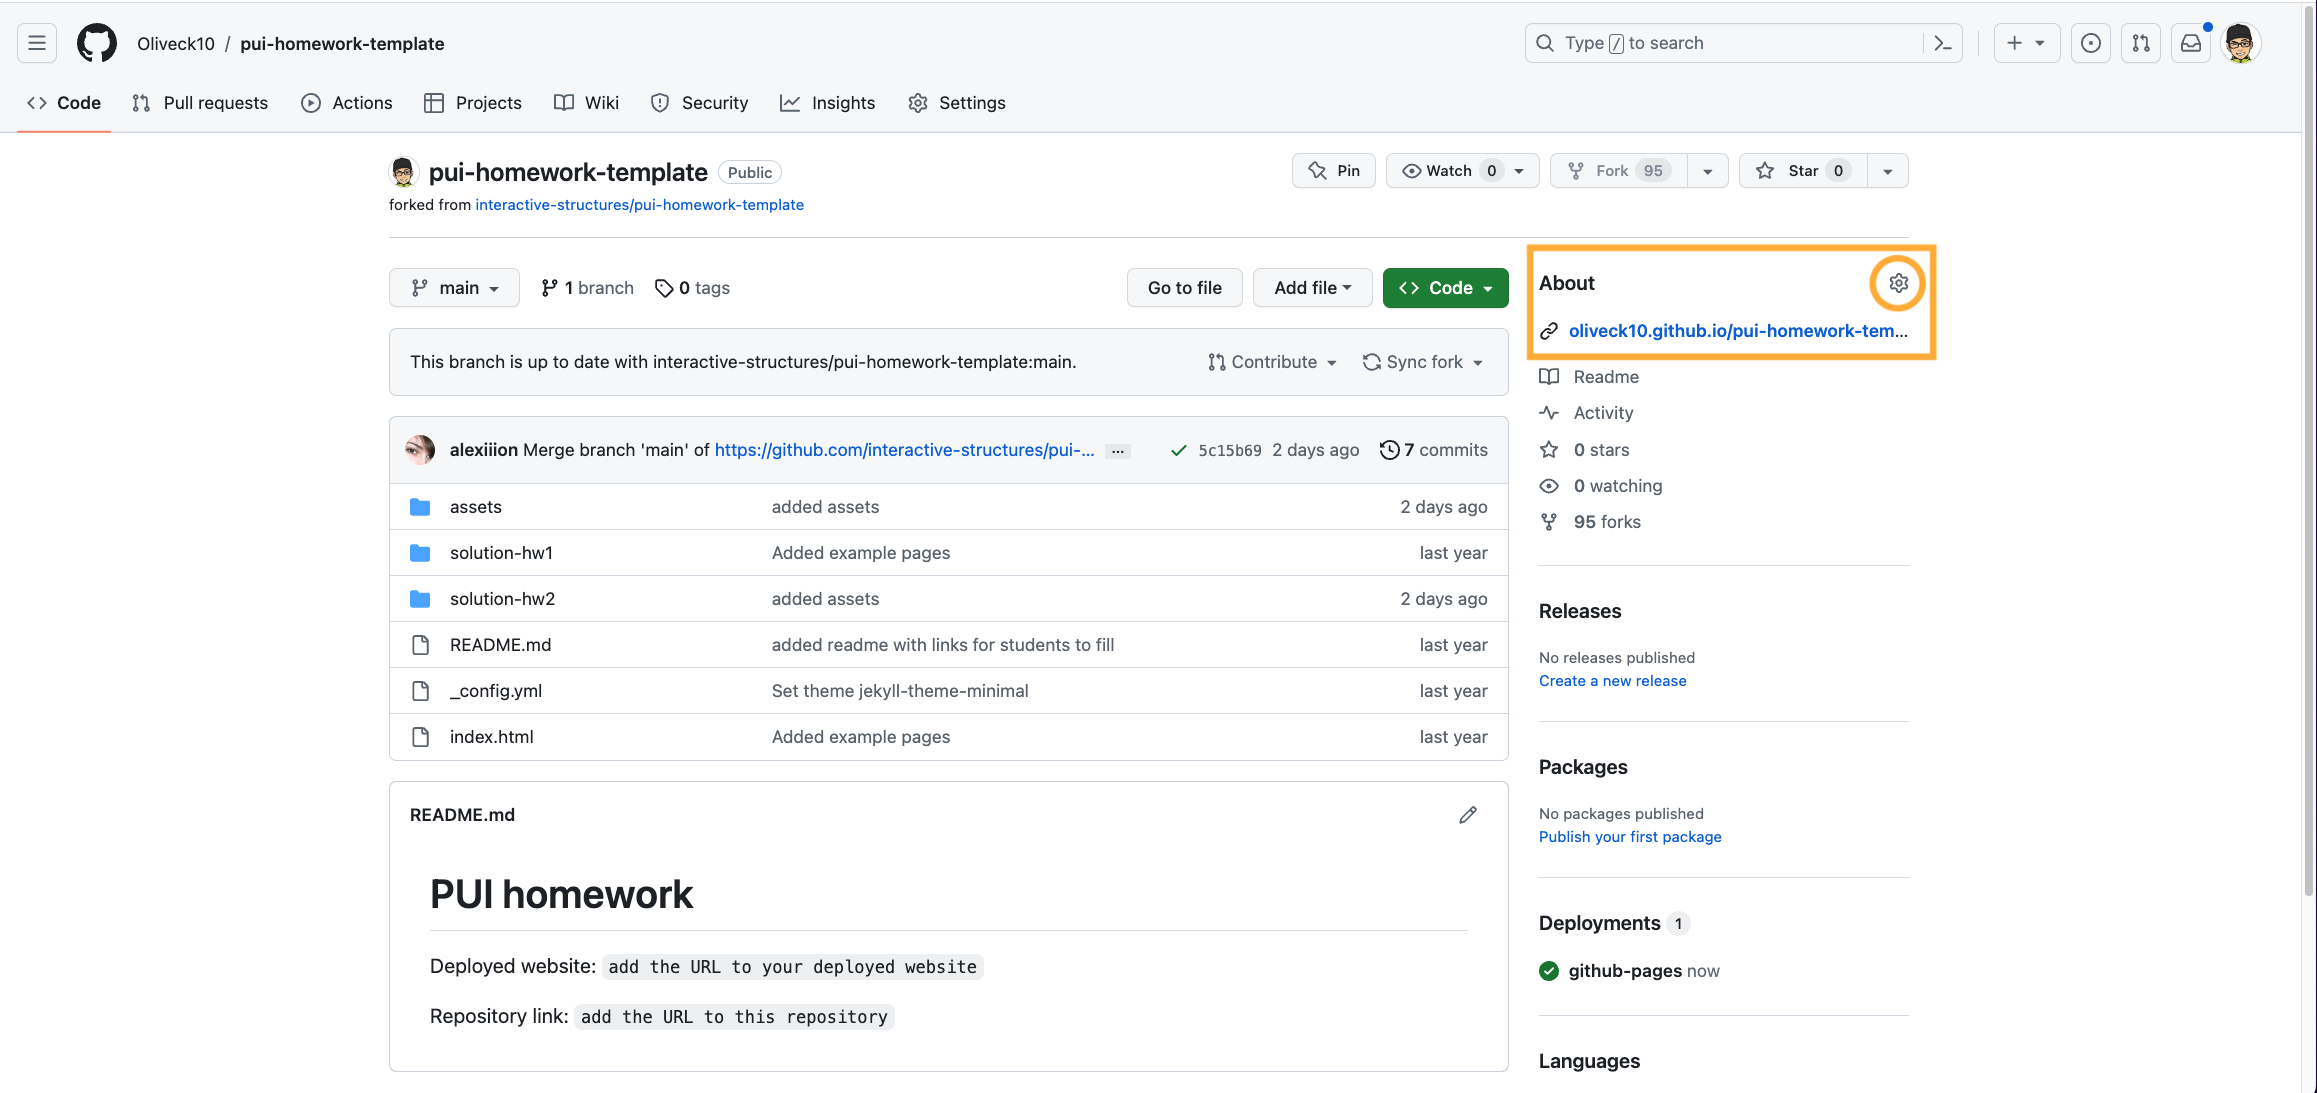 Oliveck10 / pui-homework-template
Type / to search
Code Pull requests Actions Projects Wiki Security Insights Settings
pui-homework-template Public
Pin Watch 0 Fork 95 Star 0
forked from interactive-structures/pui-homework-template
main 1 branch 0 tags Go to file Add file Code
This branch is up to date with interactive-structures/pui-homework-template:main. Contribute Sync fork
alexiiion Merge branch 'main' of https://github.com/interactive-structures/pui-... ... 5c15b69 2 days ago 7 commits
assets added assets 2 days ago
solution-hw1 Added example pages last year
solution-hw2 added assets 2 days ago
README.md added readme with links for students to fill last year
_config.yml Set theme jekyll-theme-minimal last year
index.html Added example pages last year
README.md
PUI homework
Deployed website: add the URL to your deployed website
Repository link: add the URL to this repository
About
oliveck10.github.io/pui-homework-tem...
Readme
Activity
0 stars
0 watching
95 forks
Releases
No releases published
Create a new release
Packages
No packages published
Publish your first package
Deployments 1
github-pages now
Languages